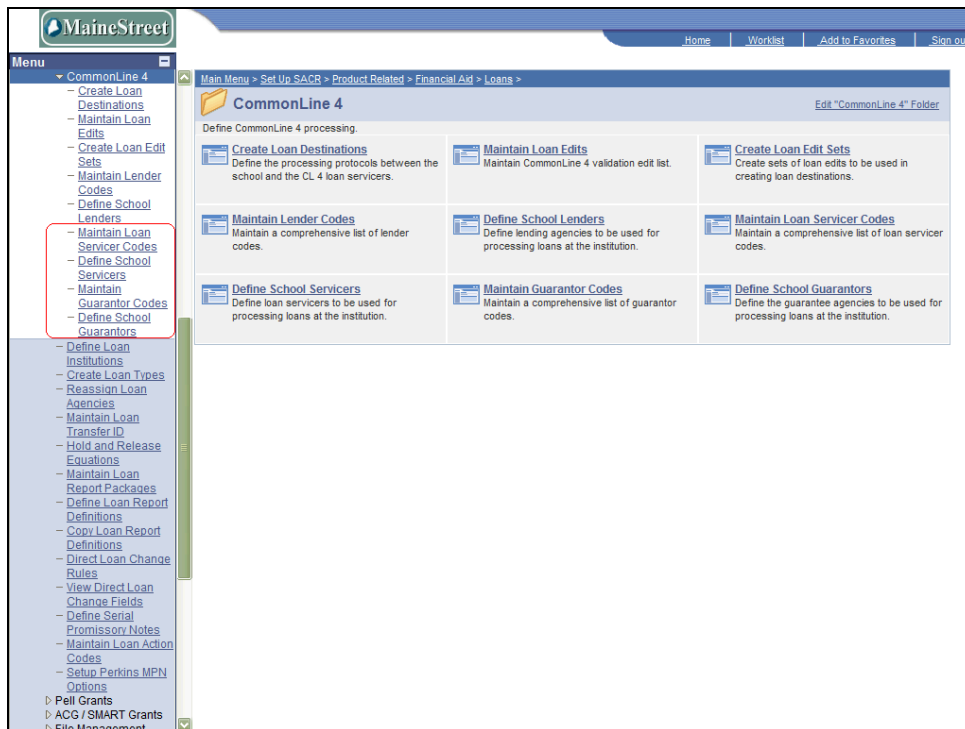 MaineStreet
Home
Worklist
Add to Favorites
Sign ou
Menu
CommonLine 4
– Create Loan
Destinations
– Maintain Loan
Edits
– Create Loan Edit
Sets
– Maintain Lender
Codes
– Define School
Lenders
– Maintain Loan
Servicer Codes
– Define School
Servicers
– Maintain
Guarantor Codes
– Define School
Guarantors
– Define Loan
Institutions
– Create Loan Types
– Reassign Loan
Agencies
– Maintain Loan
Transfer ID
– Hold and Release
Equations
– Maintain Loan
Report Packages
– Define Loan Report
Definitions
– Copy Loan Report
Definitions
– Direct Loan Change
Rules
– View Direct Loan
Change Fields
– Define Serial
Promissory Notes
– Maintain Loan Action
Codes
– Setup Perkins MPN
Options
Pell Grants
ACG / SMART Grants
File Management
Main Menu > Set Up SACR > Product Related > Financial Aid > Loans >
CommonLine 4
Edit "CommonLine 4" Folder
Define CommonLine 4 processing.
Create Loan Destinations
Define the processing protocols between the
school and the CL 4 loan servicers.
Maintain Loan Edits
Maintain CommonLine 4 validation edit list.
Create Loan Edit Sets
Create sets of loan edits to be used in
creating loan destinations.
Maintain Lender Codes
Maintain a comprehensive list of lender
codes.
Define School Lenders
Define lending agencies to be used for
processing loans at the institution.
Maintain Loan Servicer Codes
Maintain a comprehensive list of loan servicer
codes.
Define School Servicers
Define loan servicers to be used for
processing loans at the institution.
Maintain Guarantor Codes
Maintain a comprehensive list of guarantor
codes.
Define School Guarantors
Define the guarantee agencies to be used for
processing loans at the institution.